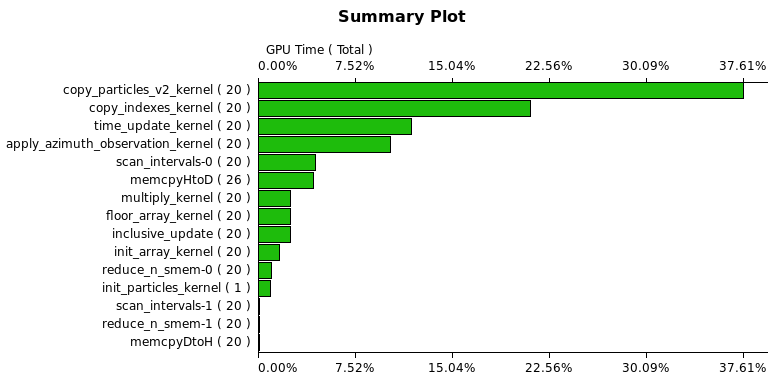 Summary Plot
GPU Time ( Total )
0.00% 7.52% 15.04% 22.56% 30.09% 37.61%
copy_particles_v2_kernel ( 20 )
copy_indexes_kernel ( 20 )
time_update_kernel ( 20 )
apply_azimuth_observation_kernel ( 20 )
scan_intervals-0 ( 20 )
memcpyHtoD ( 26 )
multiply_kernel ( 20 )
floor_array_kernel ( 20 )
inclusive_update ( 20 )
init_array_kernel ( 20 )
reduce_n_smem-0 ( 20 )
init_particles_kernel ( 1 )
scan_intervals-1 ( 20 )
reduce_n_smem-1 ( 20 )
memcpyDtoH ( 20 )
0.00% 7.52% 15.04% 22.56% 30.09% 37.61%